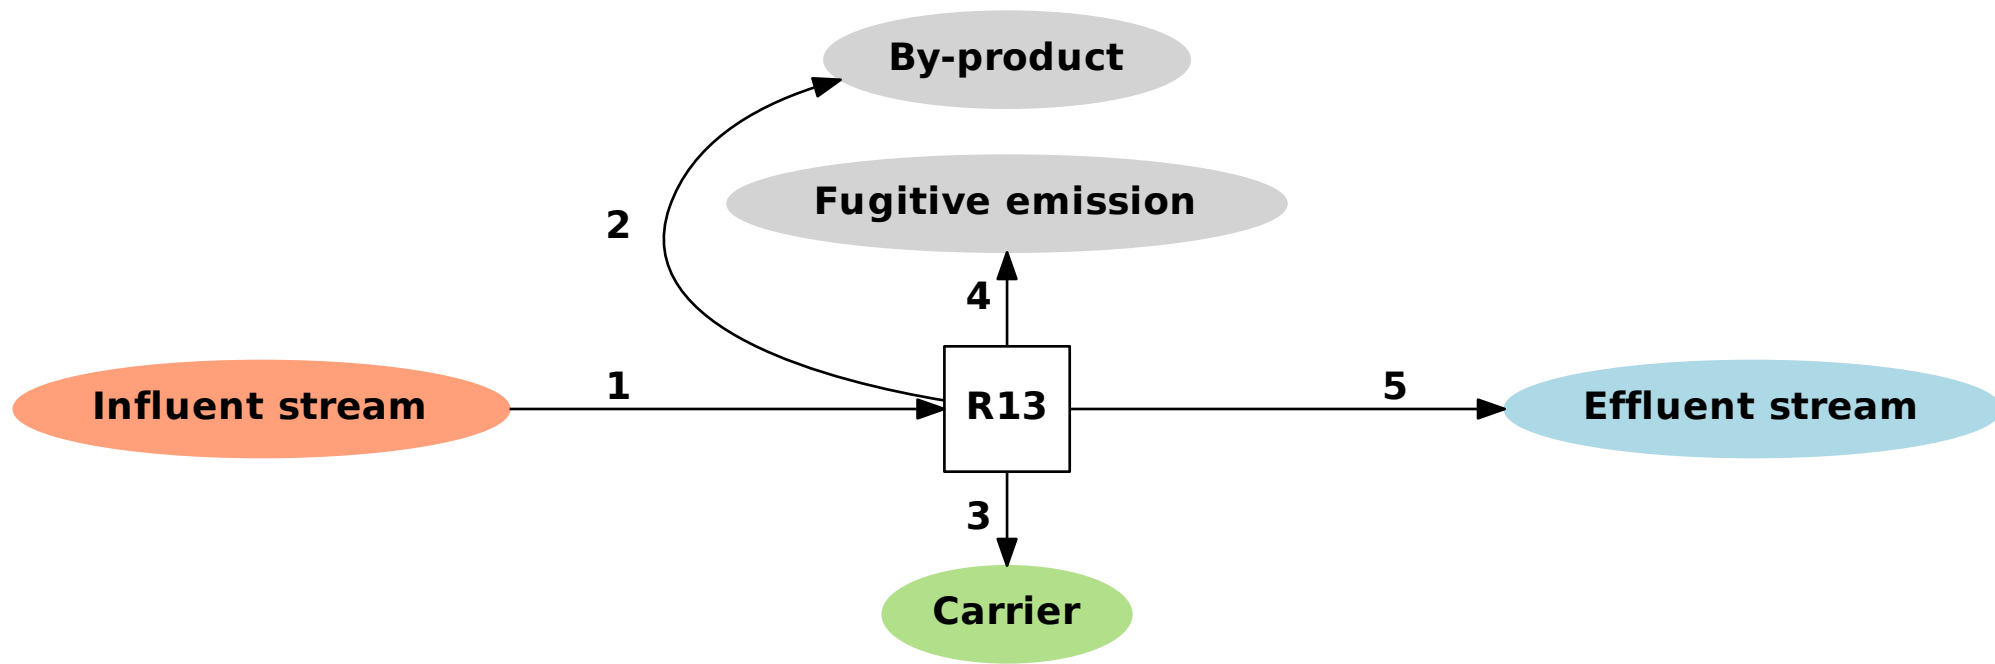 By-product
Fugitive emission
2
4
Influent stream
1
R13
5
Effluent stream
3
Carrier